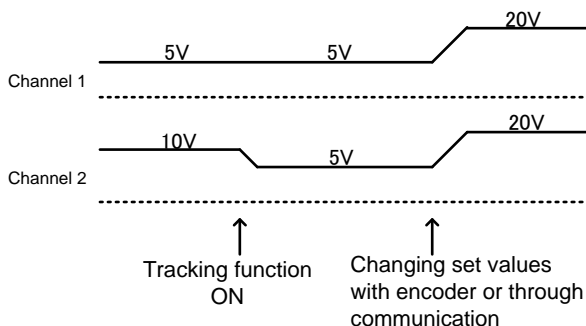 20V
5V 5V
Channel 1
20V
10V
5V
Channel 2
Tracking function
ON
Changing set values
with encoder or through
communication